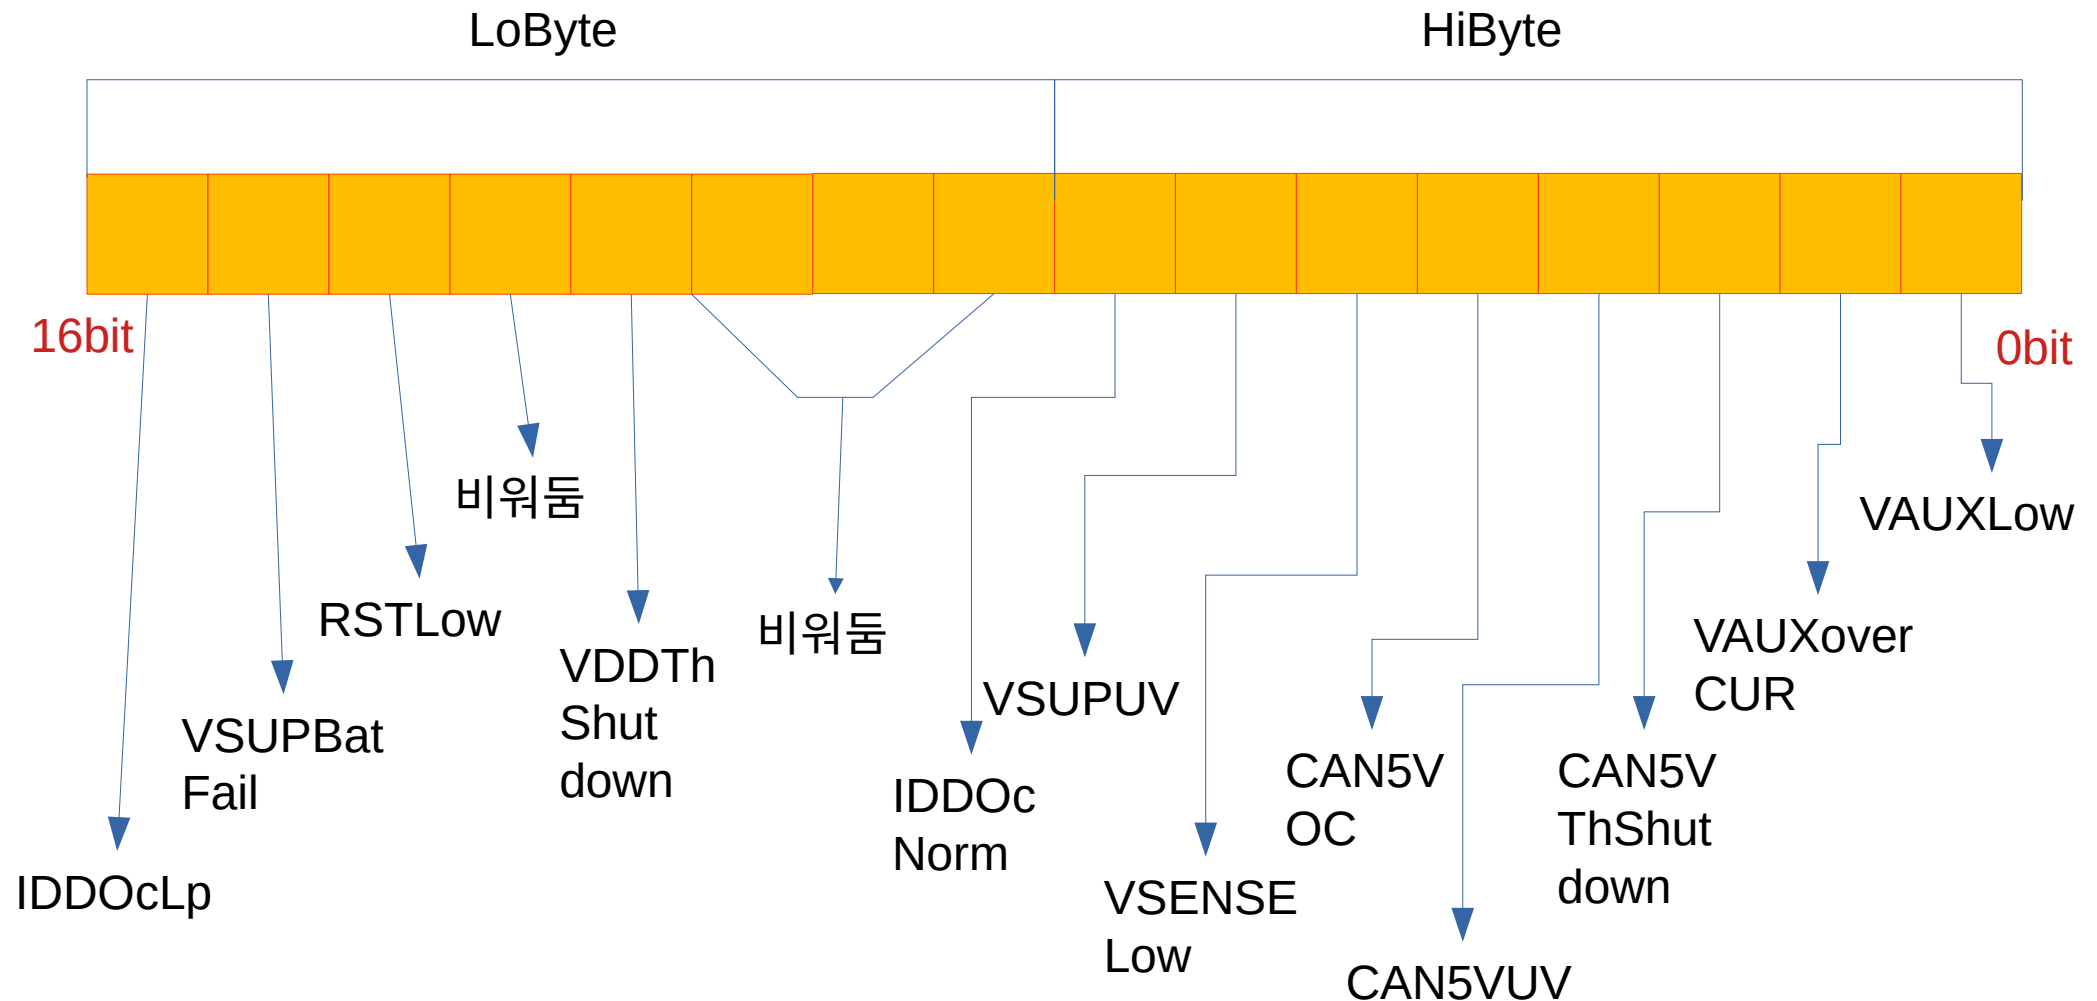 LoByte
HiByte
16bit
0bit
비워둠
VAUXLow
RSTLow
비워둠
VDDTh
Shut
down
VAUXover
CUR
VSUPUV
VSUPBat
Fail
IDDOc
Norm
CAN5V
OC
CAN5V
ThShut
down
IDDOcLp
VSENSE
Low
CAN5VUV